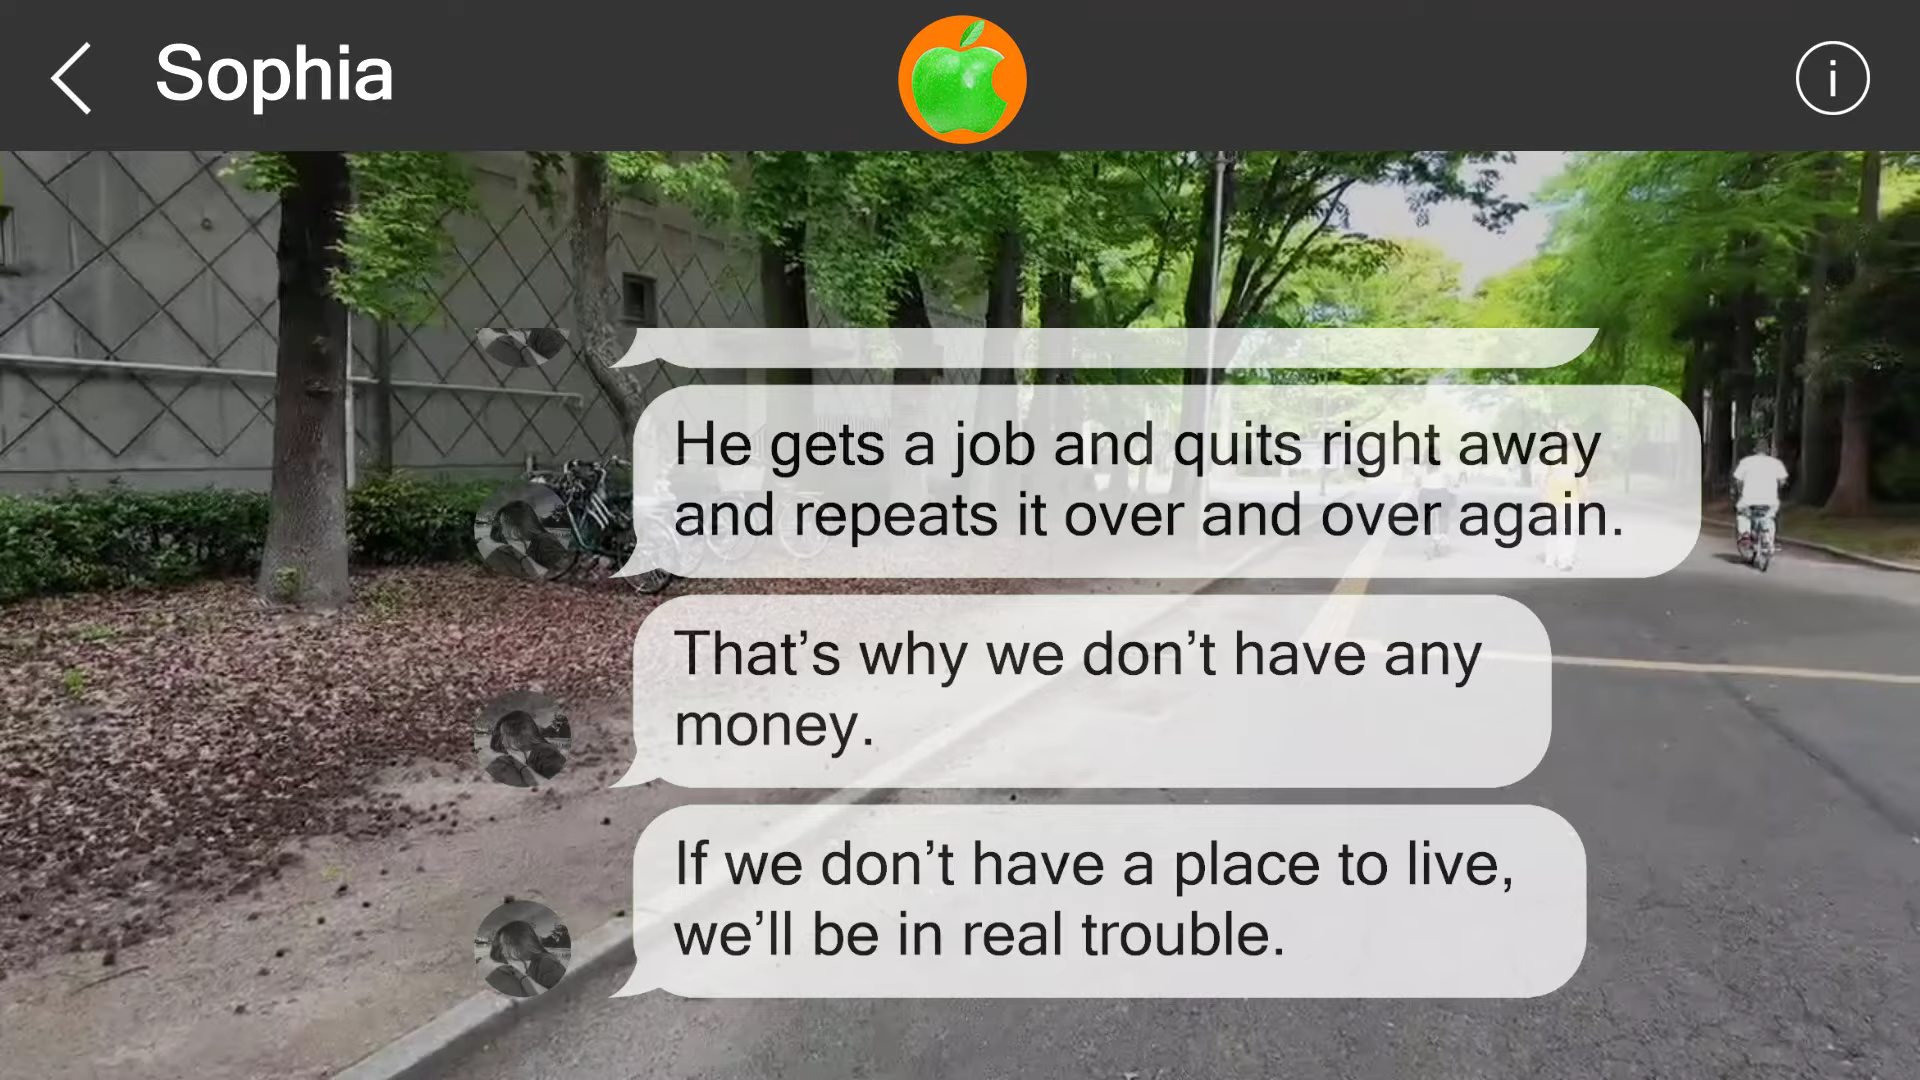 Sophia
He gets a job and quits right away
and repeats it over and over again.
That’s why we don’t have any
money.
If we don’t have a place to live,
we’ll be in real trouble.